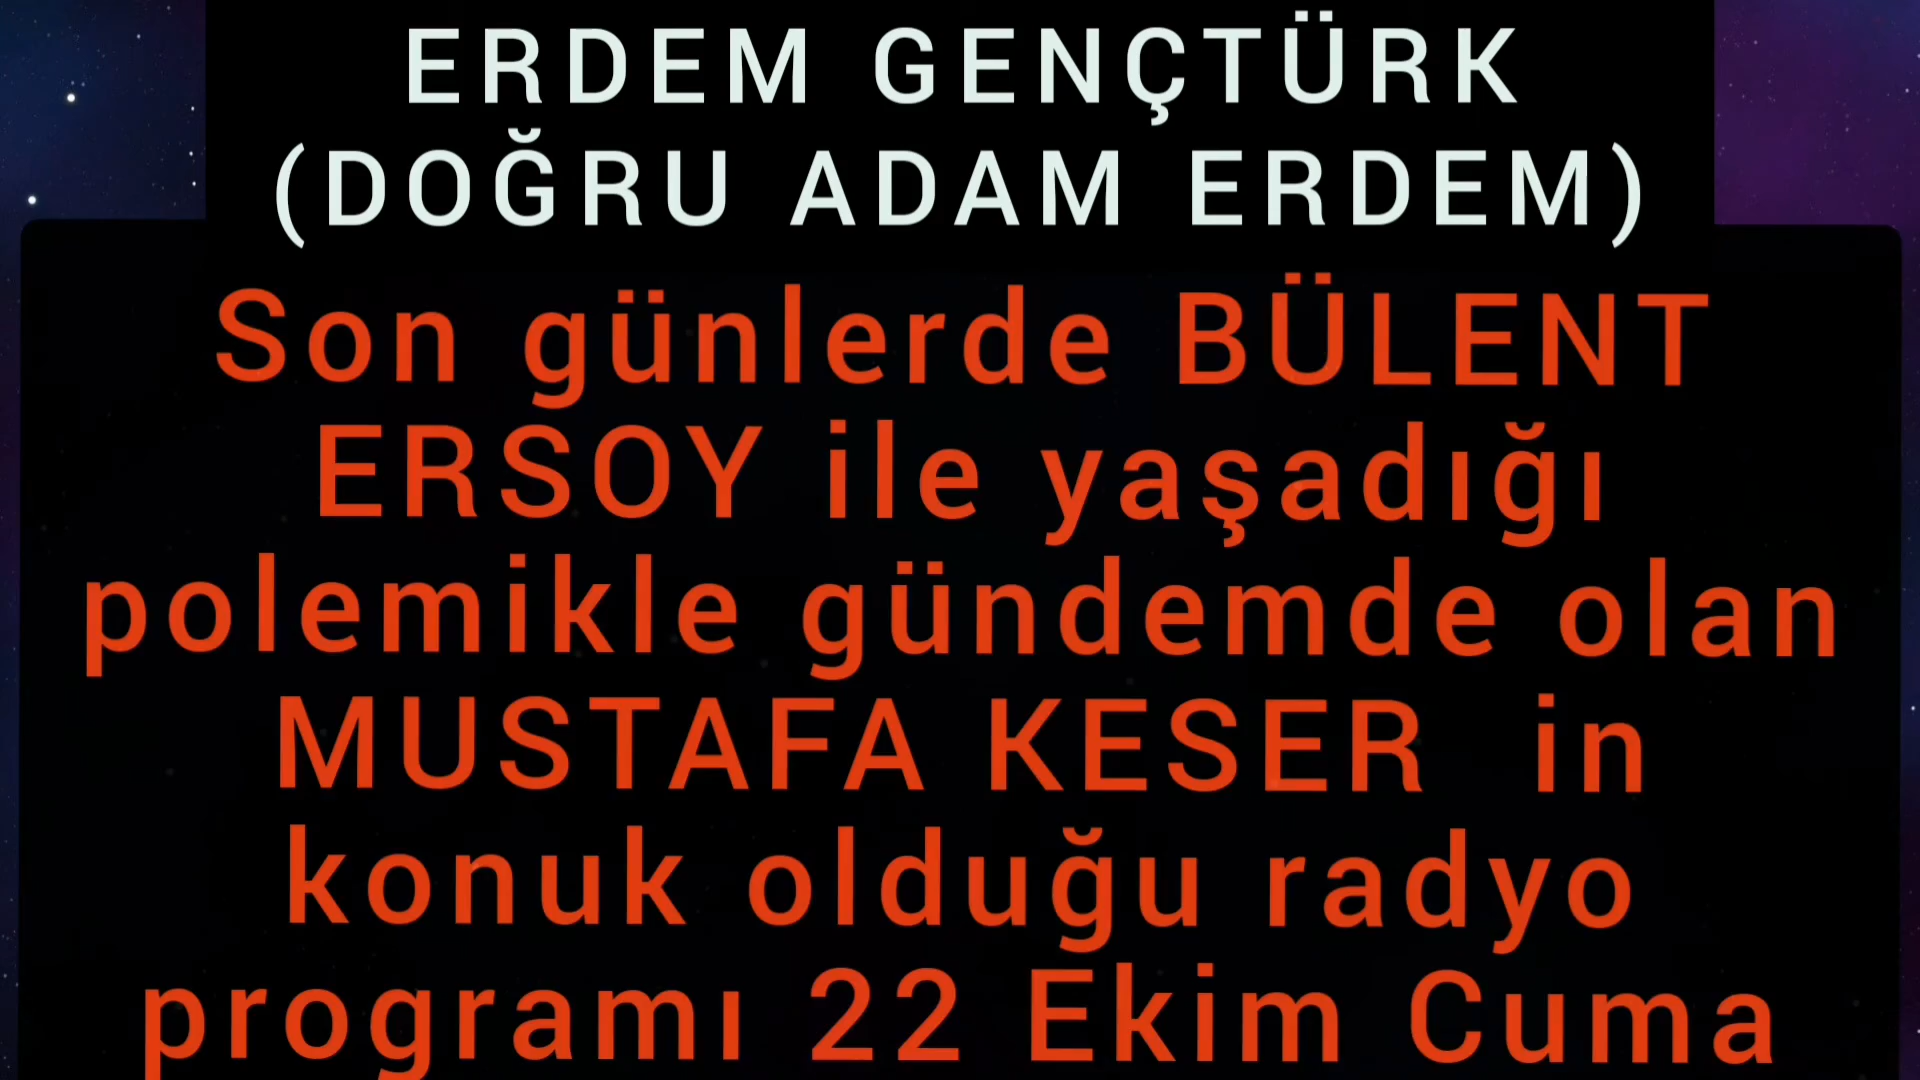 ERDEM GENÇTÜRK
(DOĞRU ADAM ERDEM)
Son günlerde BÜLENT
ERSOY ile yaşadığı
polemikle gündemde olan
MUSTAFA KESER in
konuk olduğu radyo
programı 22 Ekim Cuma